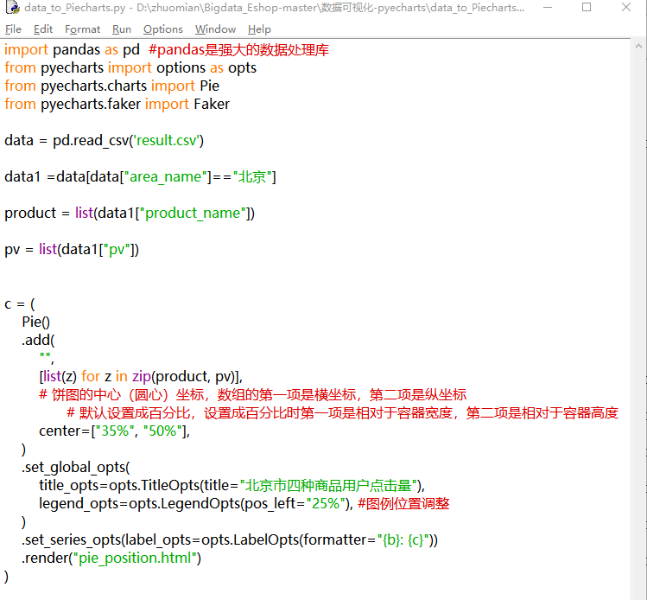 data_to_Piecharts.py - D:\zhuomian\Bigdata_Eshop-master\数据可视化-pyecharts\data_to_Piecharts...
File Edit Format Run Options Window Help
import pandas as pd  #pandas是强大的数据处理库
from pyecharts import options as opts
from pyecharts.charts import Pie
from pyecharts.faker import Faker
data = pd.read_csv('result.csv')
data1 =data[data["area_name"]=="北京"]
product = list(data1["product_name"])
pv = list(data1["pv"])
c = (
    Pie()
    .add(
        "",
        [list(z) for z in zip(product, pv)],
        # 饼图的中心（圆心）坐标，数组的第一项是横坐标，第二项是纵坐标
            # 默认设置成百分比，设置成百分比时第一项是相对于容器宽度，第二项是相对于容器高度
        center=["35%", "50%"],
    )
    .set_global_opts(
        title_opts=opts.TitleOpts(title="北京市四种商品用户点击量"),
        legend_opts=opts.LegendOpts(pos_left="25%"), #图例位置调整
    )
    .set_series_opts(label_opts=opts.LabelOpts(formatter="{b}: {c}"))
    .render("pie_position.html")
)